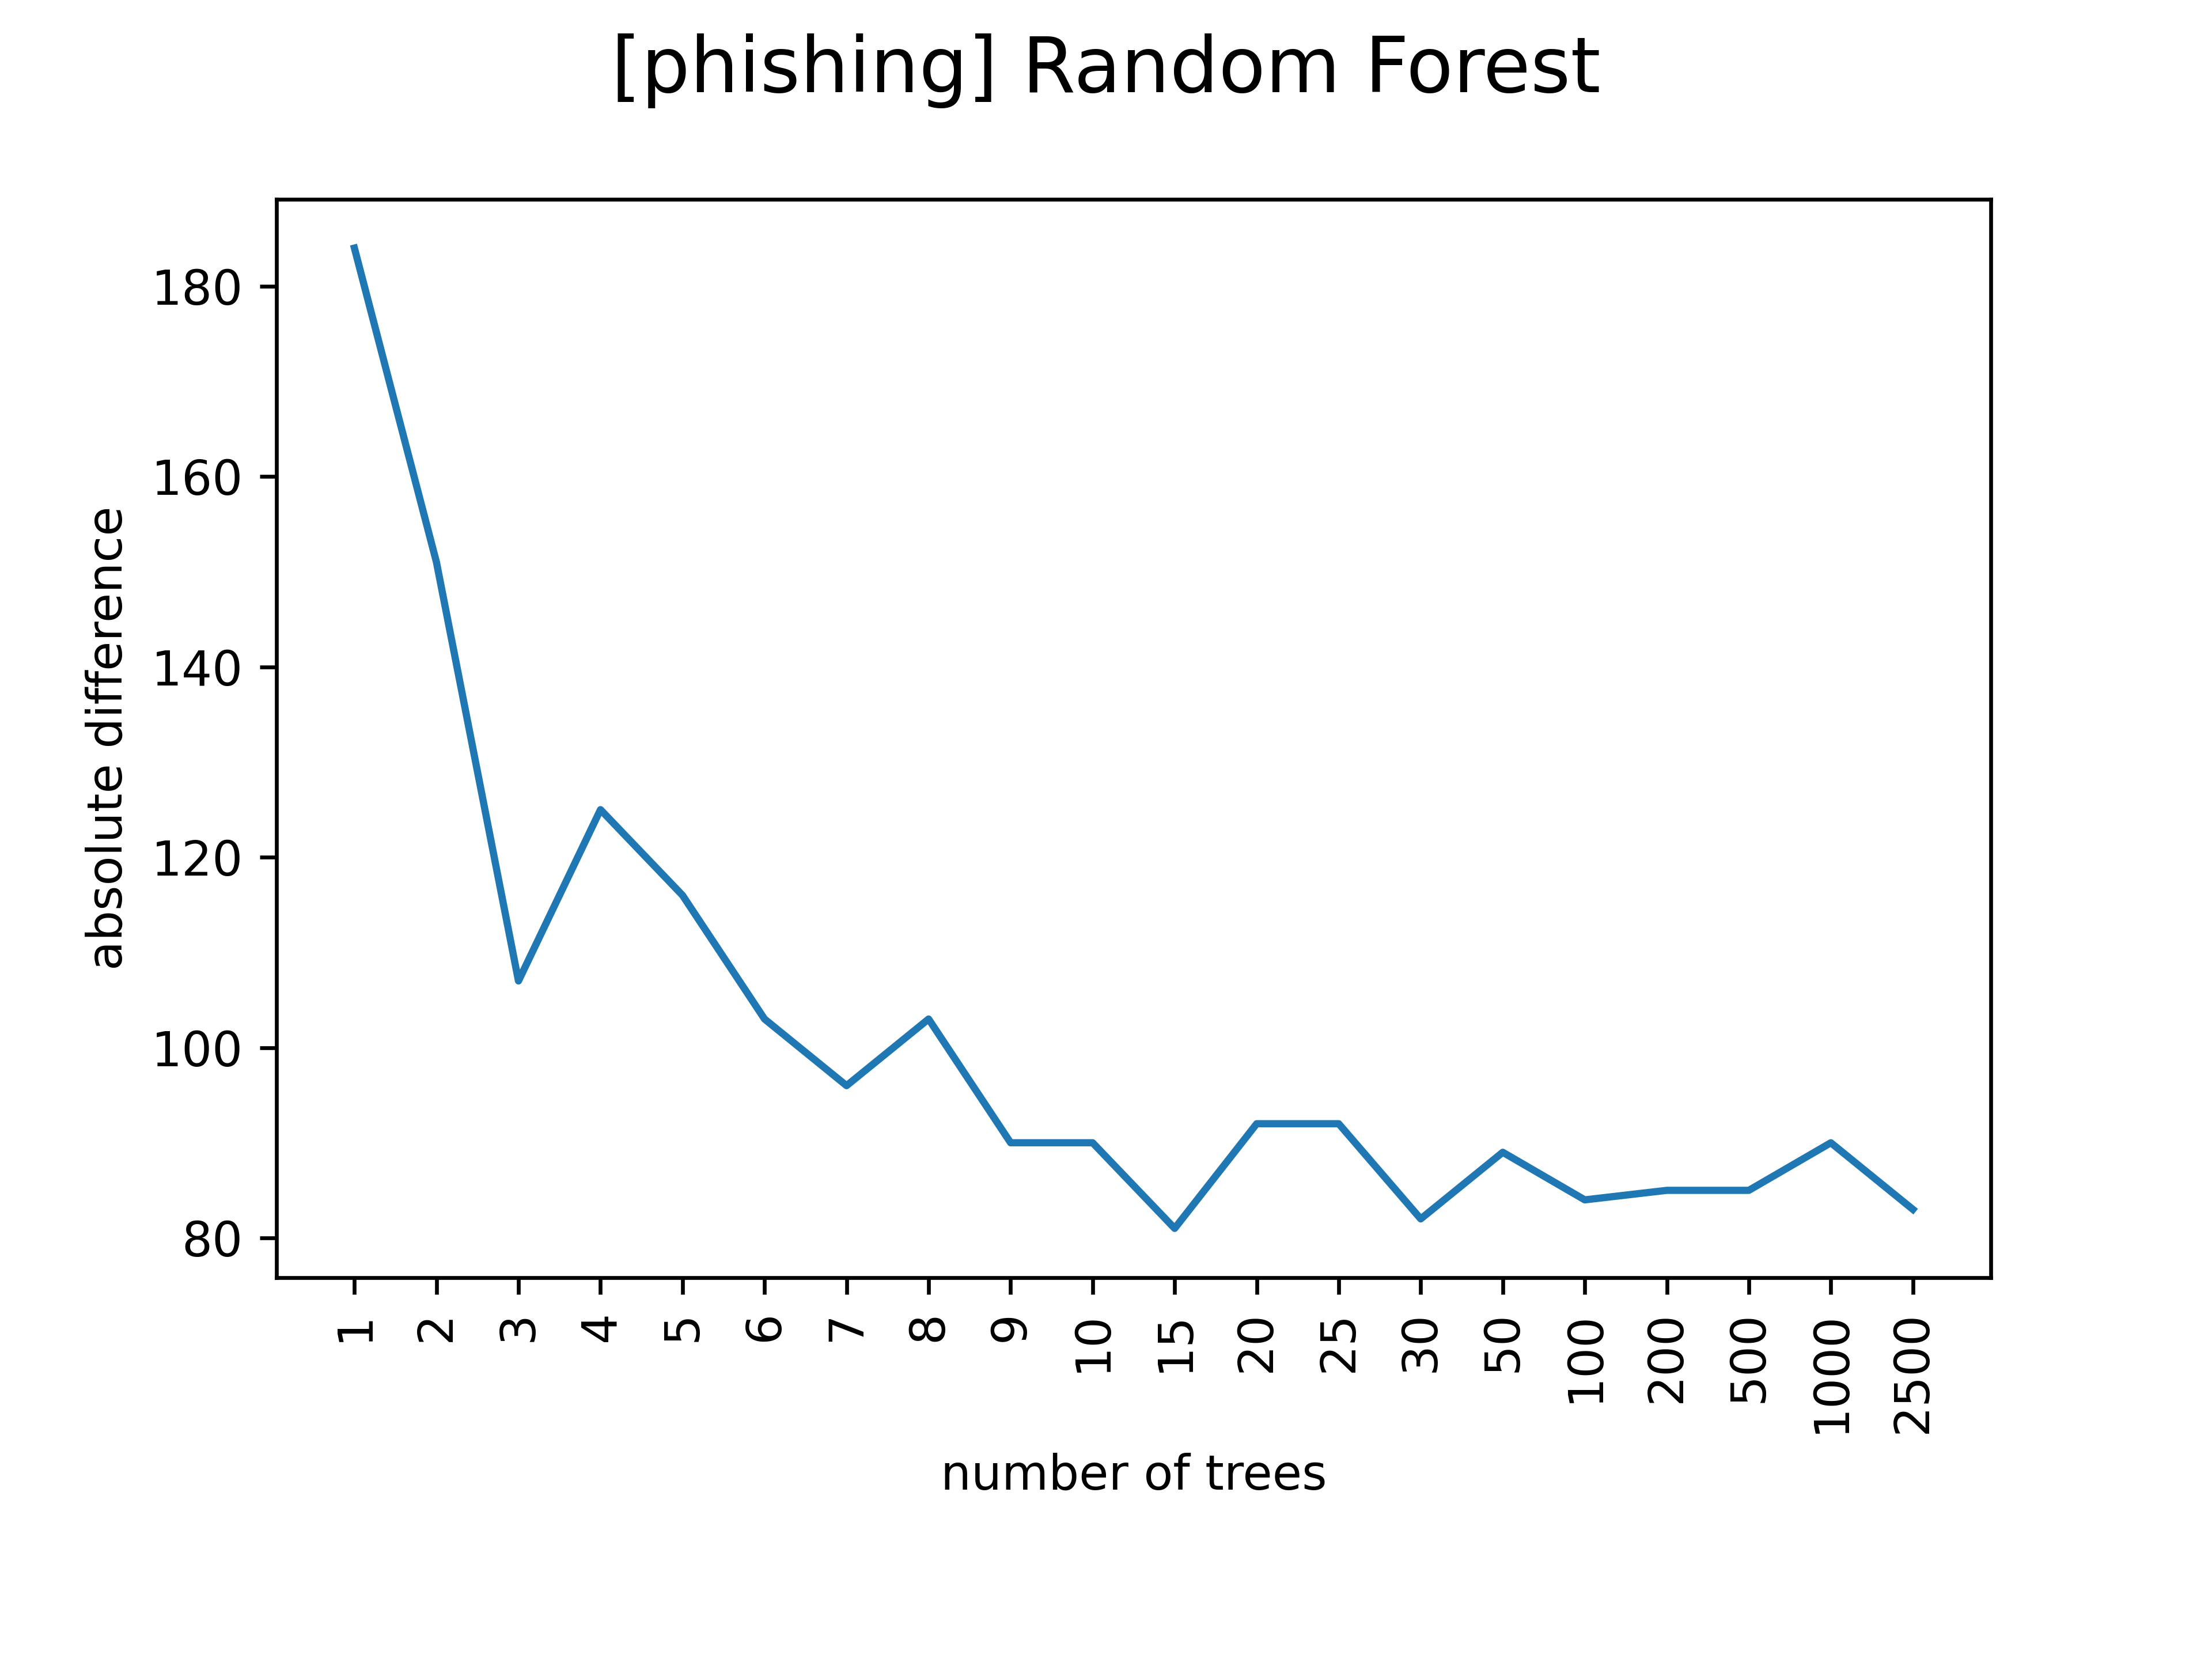 [phishing] Random Forest
absolute difference
180
160
140
120
100
80
1 2 3 4 5 6 7 8 9 10 15 20 25 30 50 100 200 500 1000 2500
number of trees